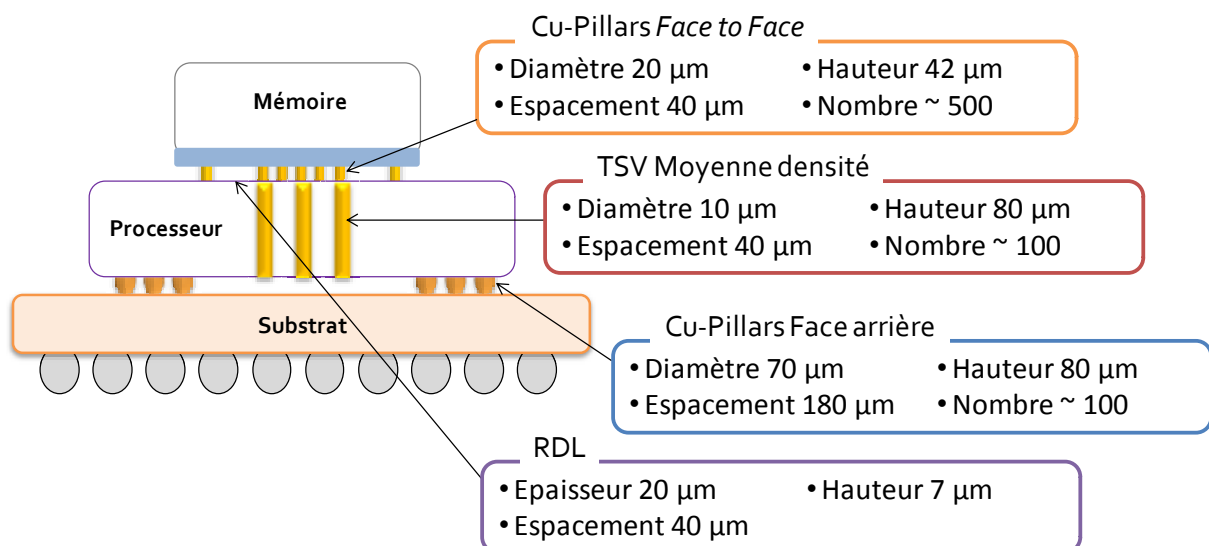 Cu-Pillars Face to Face
• Diamètre 20 µm • Hauteur 42 µm
• Espacement 40 µm • Nombre ~ 500
Mémoire
TSV Moyenne densité
• Diamètre 10 µm • Hauteur 80 µm
• Espacement 40 µm • Nombre ~ 100
Processeur
Substrat
Cu-Pillars Face arrière
• Diamètre 70 µm • Hauteur 80 µm
• Espacement 180 µm • Nombre ~ 100
RDL
• Epaisseur 20 µm • Hauteur 7 µm
• Espacement 40 µm